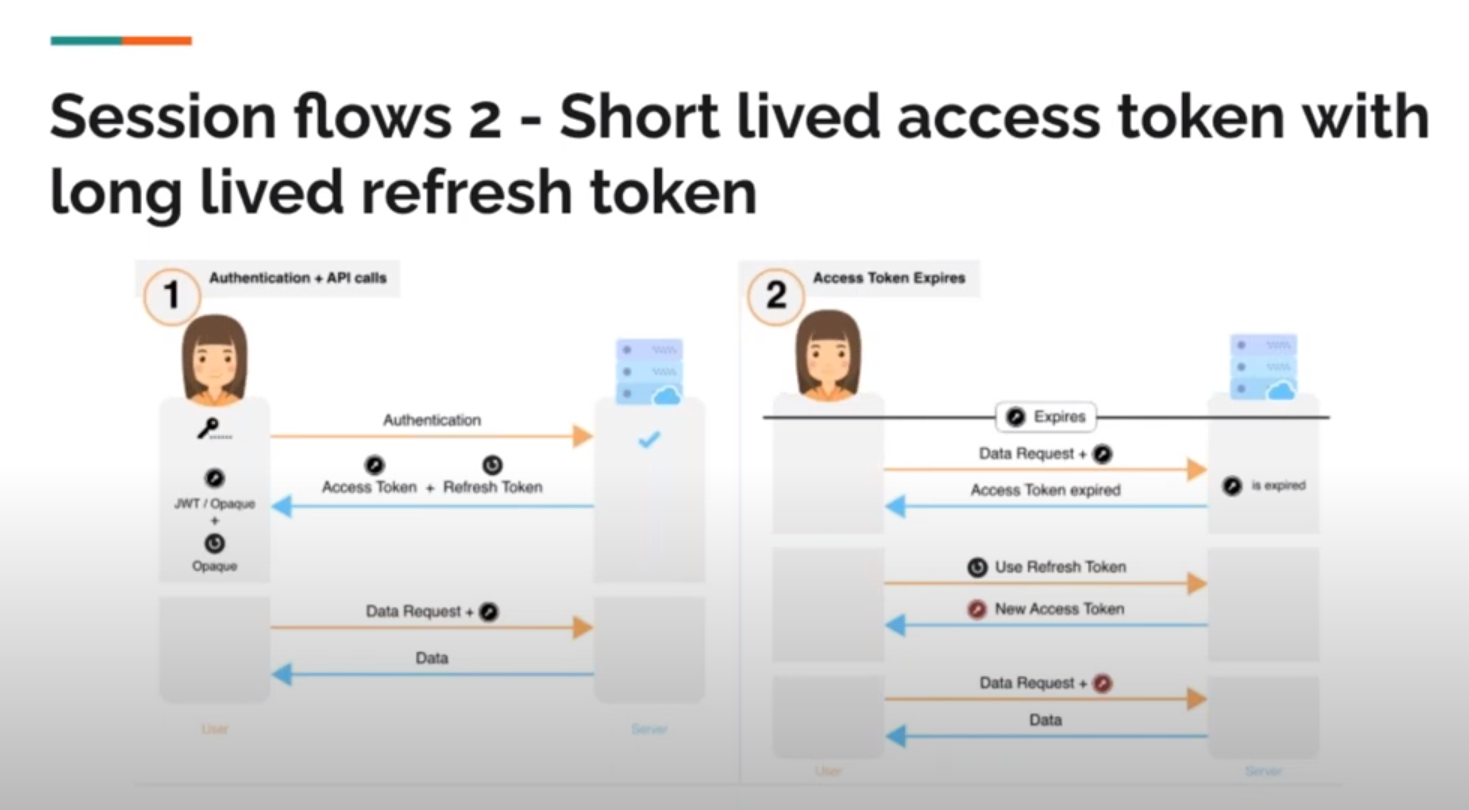 Session flows 2 - Short lived access token with
long lived refresh token
1
Authentication + API calls
Authentication
Access Token + Refresh Token
JWT / Opaque
+
Opaque
Data Request +
Data
User
Server
2
Access Token Expires
Expires
Data Request +
Access Token expired
is expired
Use Refresh Token
New Access Token
Data Request +
Data
User
Server